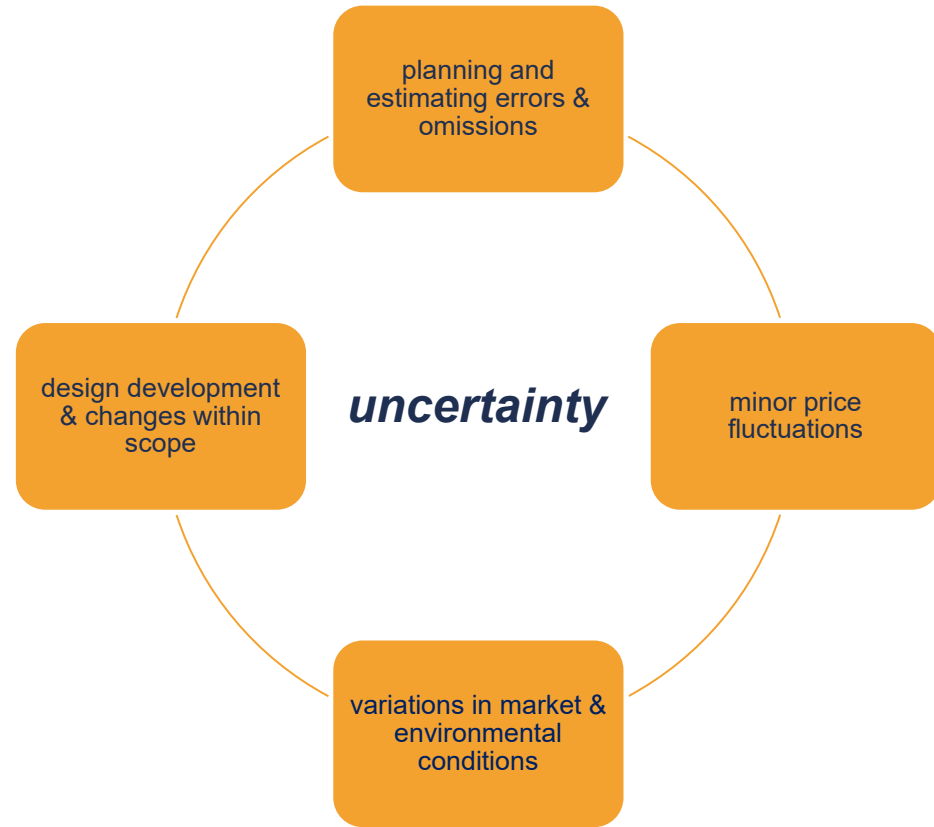 planning and
estimating errors &
omissions
design development
& changes within
scope
uncertainty
minor price
fluctuations
variations in market &
environmental
conditions